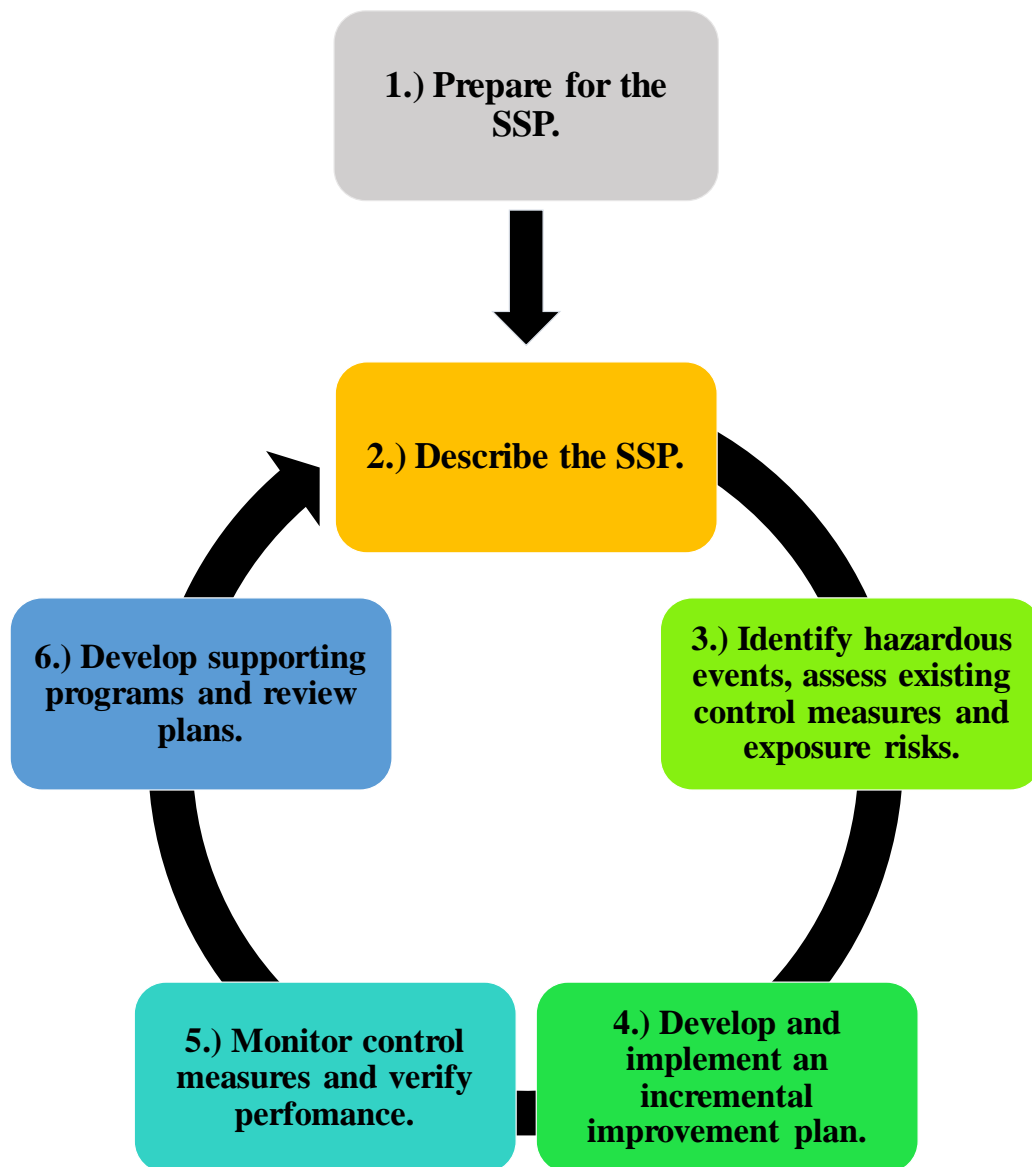 1.) Prepare for the
SSP.
2.) Describe the SSP.
3.) Identify hazardous
events, assess existing
control measures and
exposure risks.
4.) Develop and
implement an
incremental
improvement plan.
5.) Monitor control
measures and verify
perfomance.
6.) Develop supporting
programs and review
plans.